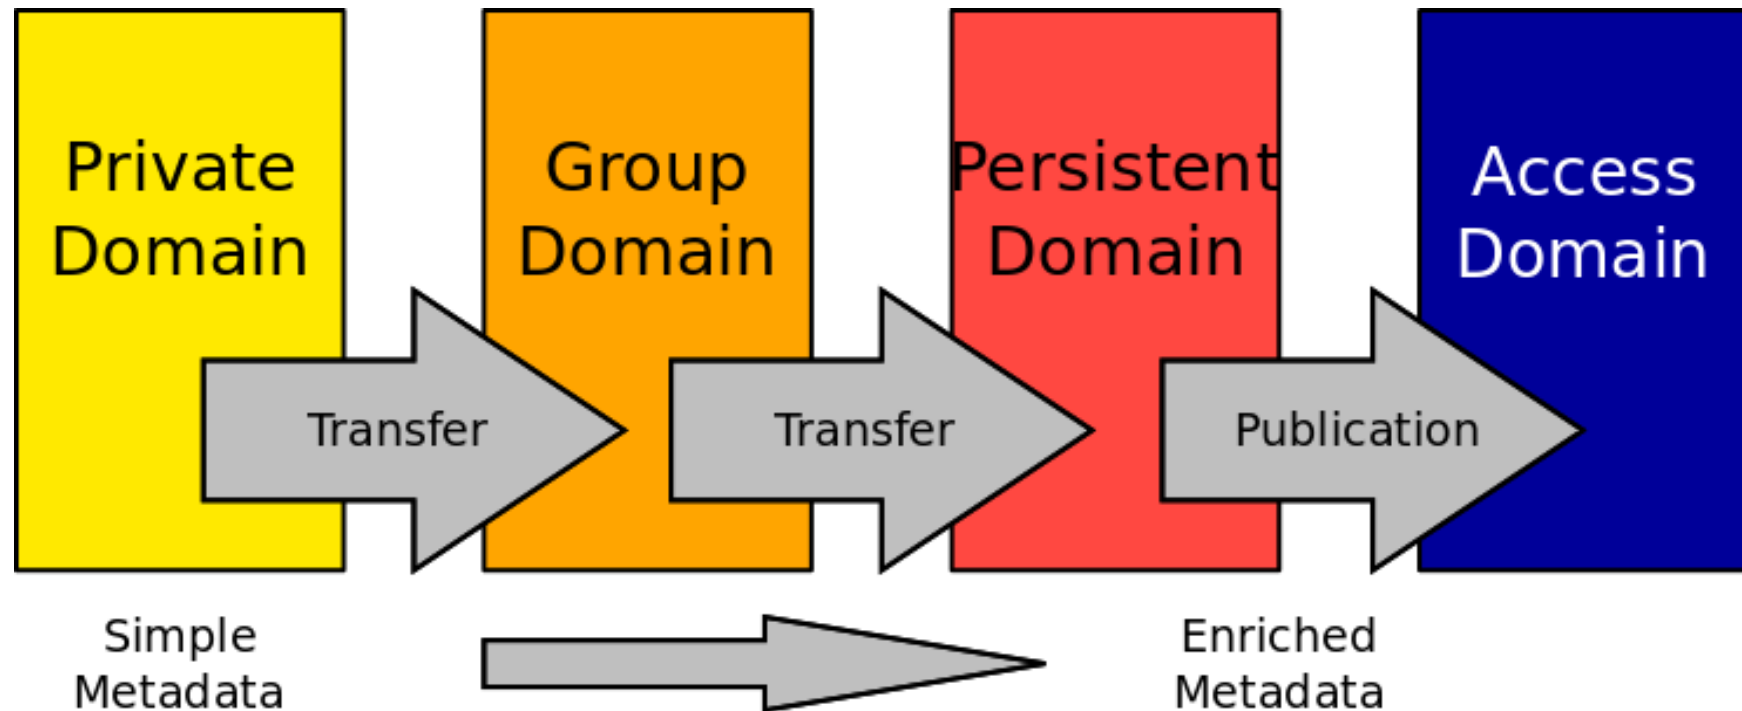 Private
Domain
Group
Domain
Persistent
Domain
Access
Domain
Transfer
Transfer
Publication
Simple
Metadata
Enriched
Metadata